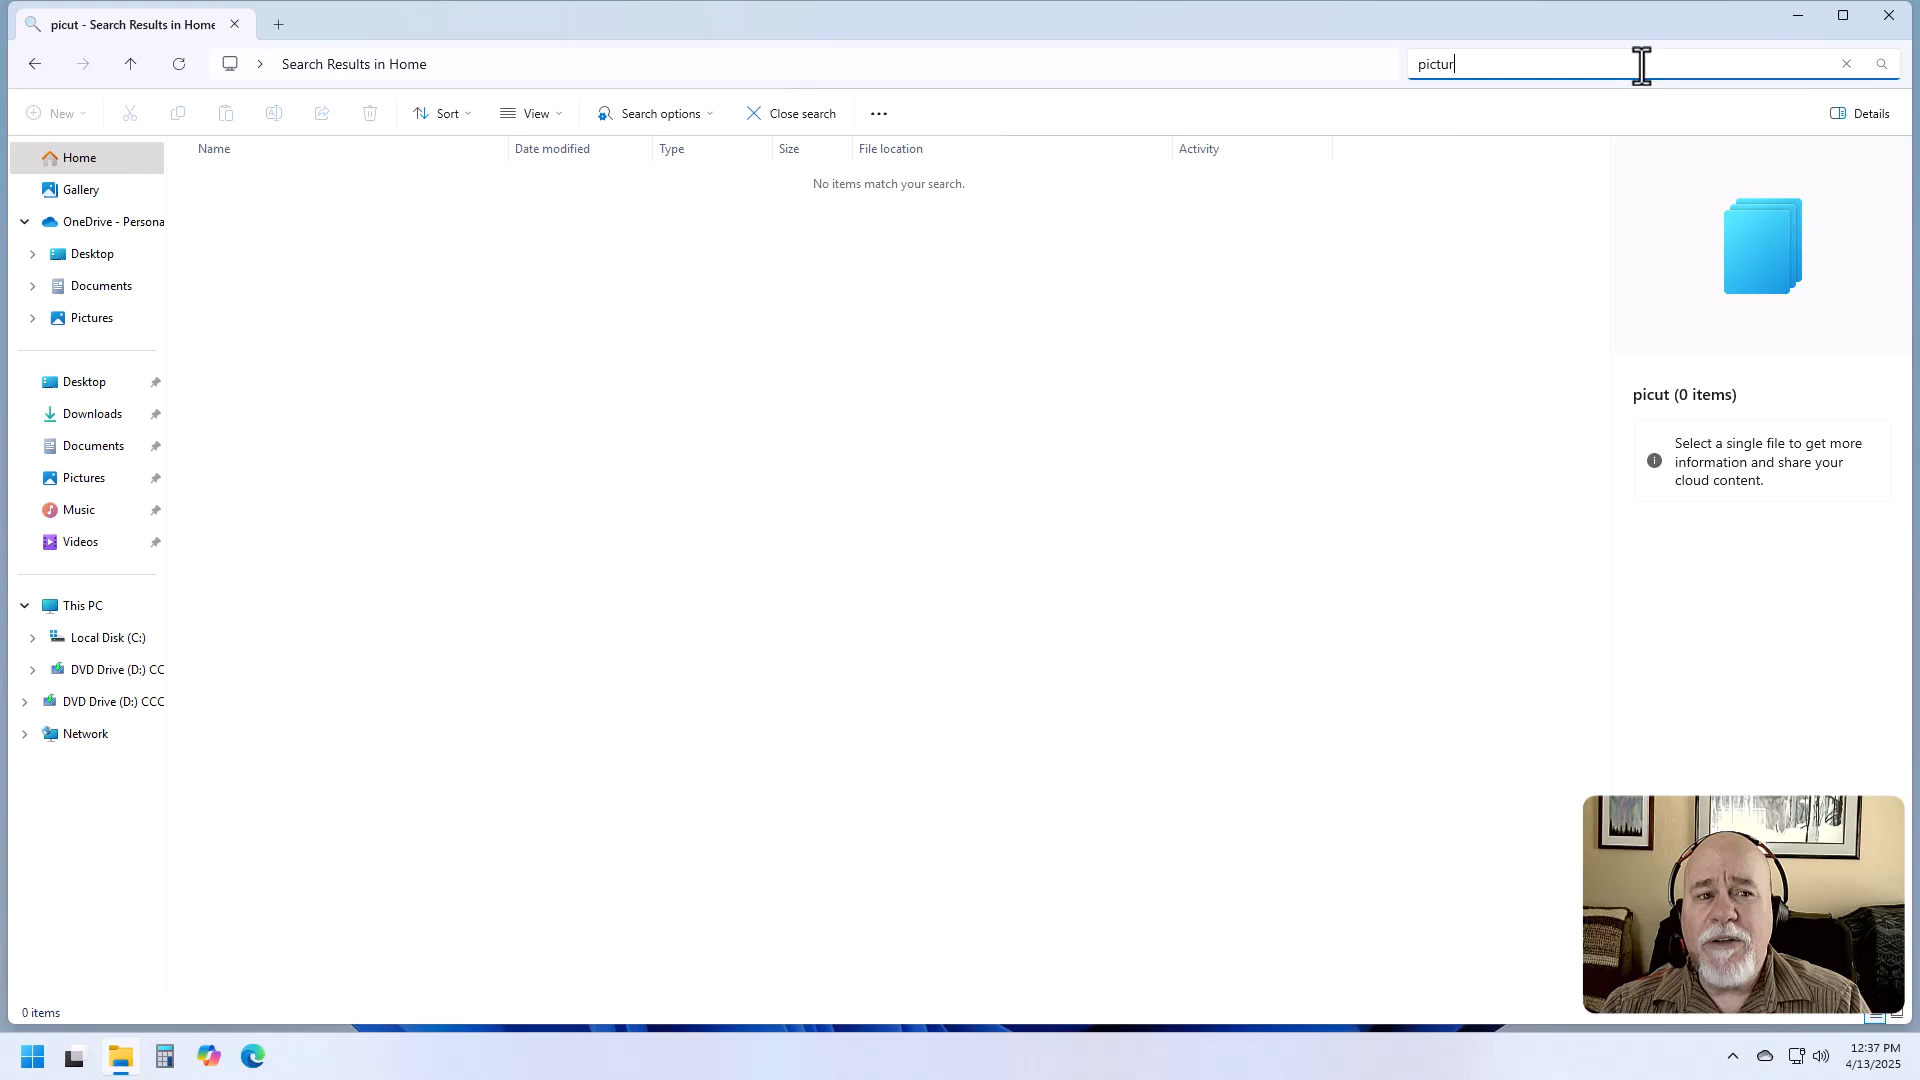 picut - Search Results in Home
Search Results in Home
pictur
New
Sort
View
Search options
Close search
Details
Home
Gallery
OneDrive - Persona
Desktop
Documents
Pictures
Desktop
Downloads
Documents
Pictures
Music
Videos
This PC
Local Disk (C:)
DVD Drive (D:) CC
DVD Drive (D:) CCC
Network
Name
Date modified
Type
Size
File location
Activity
No items match your search.
picut (0 items)
Select a single file to get more
information and share your
cloud content.
0 items
12:37 PM
4/13/2025